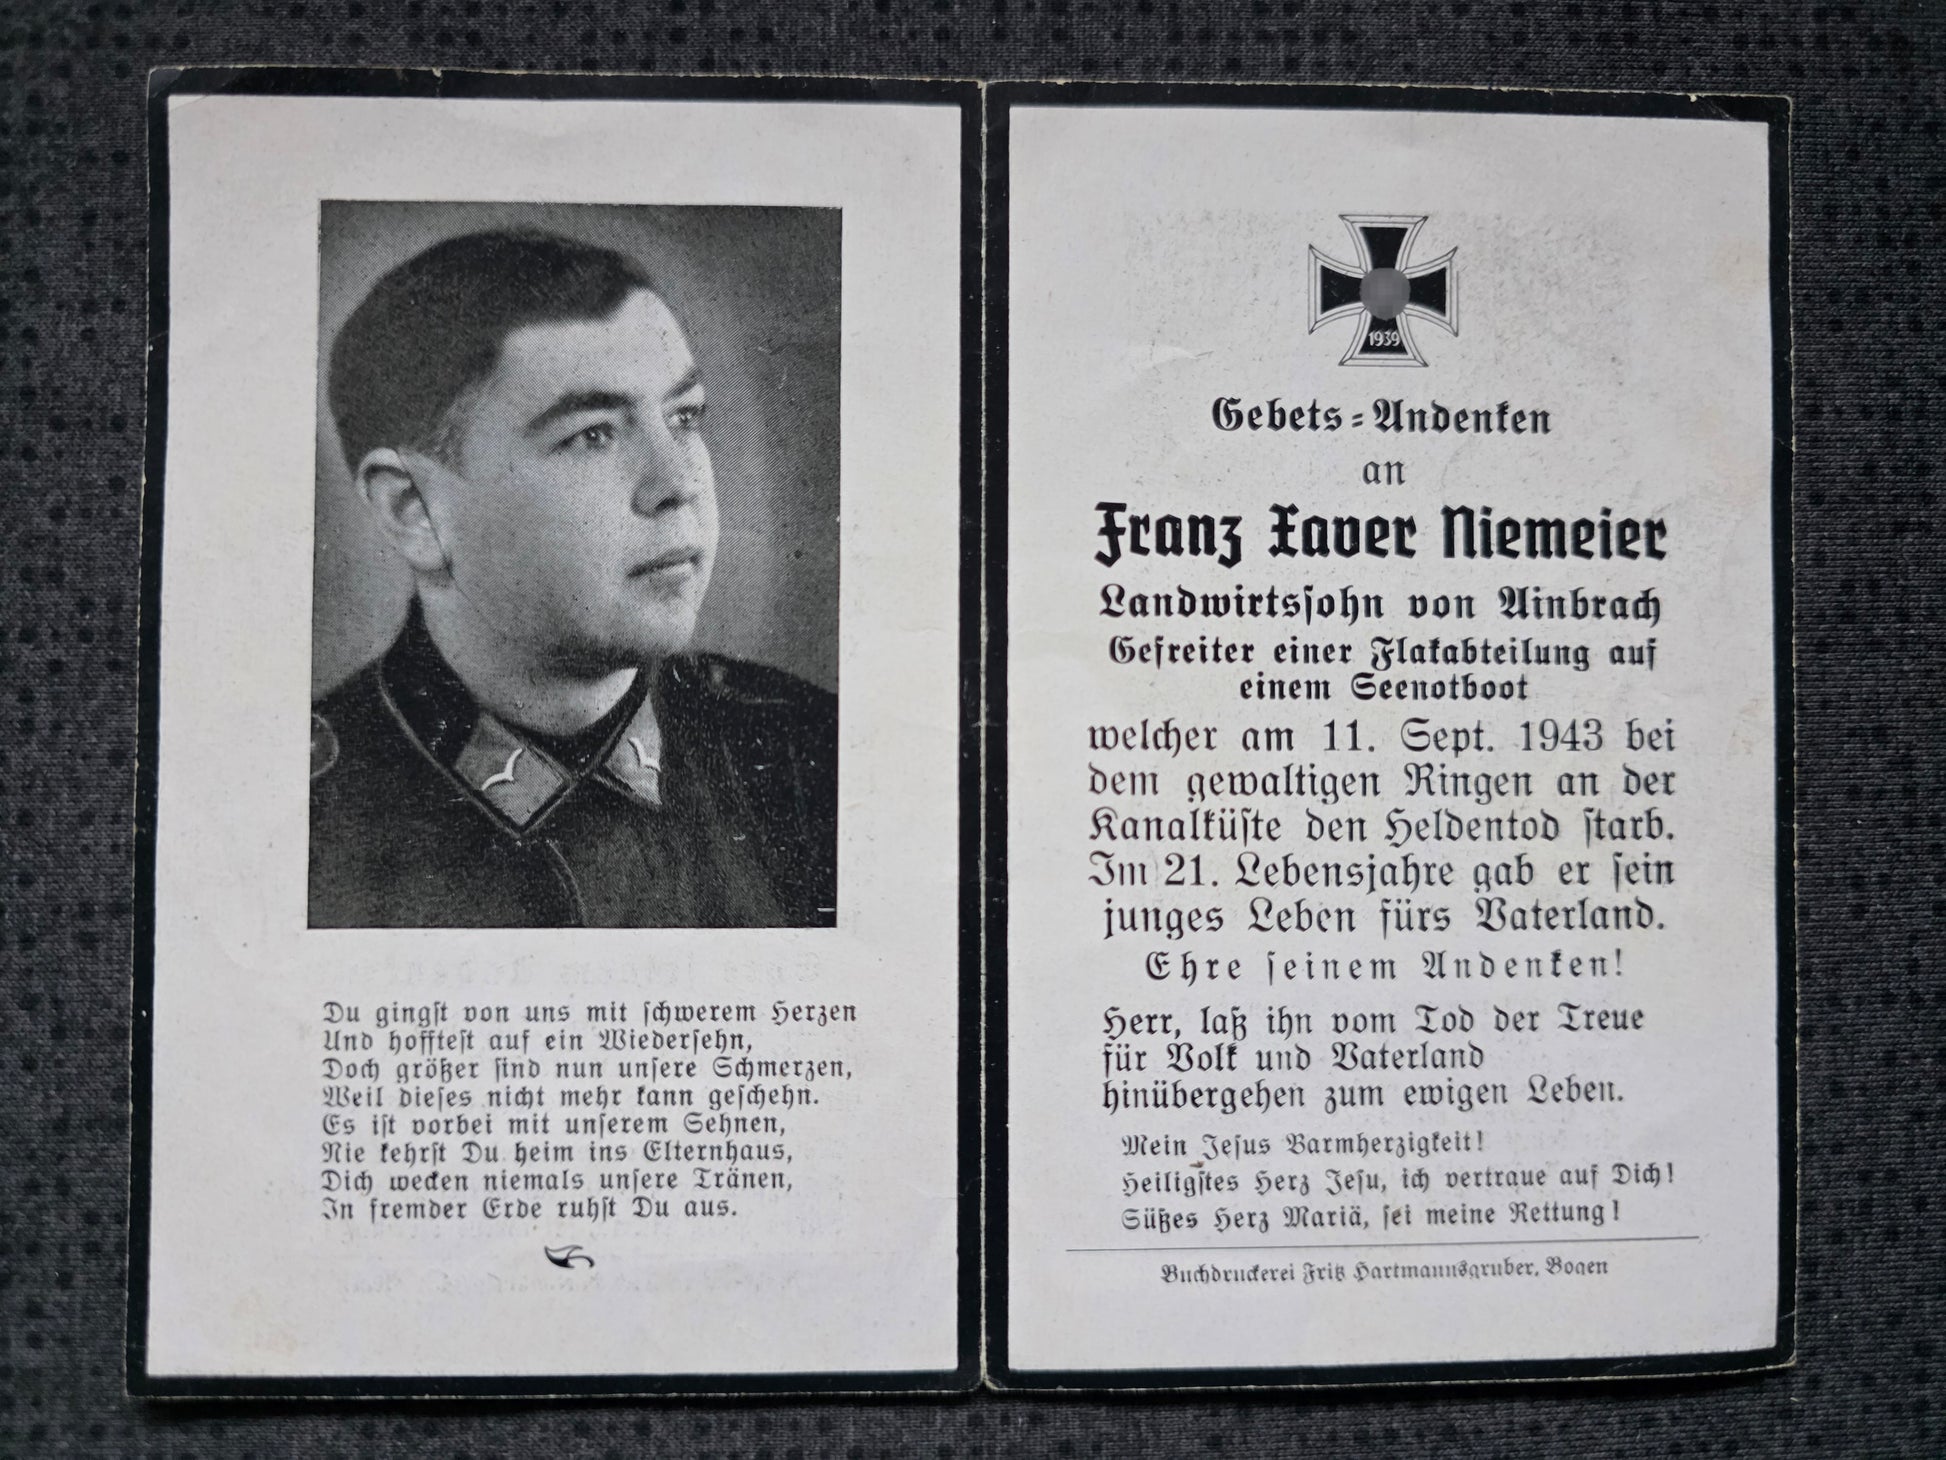 Du gingst von uns mit schwerem Herzen
Und hofftest auf ein Wiedersehn,
Doch größer sind nun unsere Schmerzen,
Weil dieses nicht mehr kann geschehn.
Es ist vorbei mit unserem Sehnen,
Nie kehrst Du heim ins Elternhaus,
Dich wecken niemals unsere Tränen,
In fremder Erde ruhst Du aus.
1939
Gebets-Andenken
an
Franz Xaver Niemeier
Landwirtssohn von Ainbrach
Gefreiter einer Flakabteilung auf
einem Seenotboot
welcher am 11. Sept. 1943 bei
dem gewaltigen Ringen an der
Kanalküste den Heldentod starb.
Im 21. Lebensjahre gab er sein
junges Leben fürs Vaterland.
Ehre seinem Andenken!
Herr, laß ihn vom Tod der Treue
für Volk und Vaterland
hinübergehen zum ewigen Leben.
Mein Jesus Barmherzigkeit!
Heiligstes Herz Jesu, ich vertraue auf Dich!
Süßes Herz Mariä, sei meine Rettung!
Buchdruckerei Fritz Hartmannsgruber, Bogen